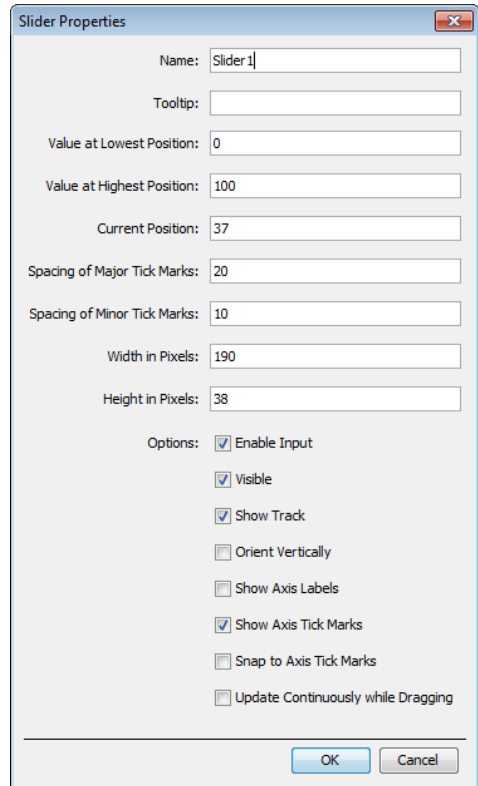 Slider Properties
Name: Slider1
Tooltip:
Value at Lowest Position: 0
Value at Highest Position: 100
Current Position: 37
Spacing of Major Tick Marks: 20
Spacing of Minor Tick Marks: 10
Width in Pixels: 190
Height in Pixels: 38
Options: Enable Input
Visible
Show Track
Orient Vertically
Show Axis Labels
Show Axis Tick Marks
Snap to Axis Tick Marks
Update Continuously while Dragging
OK Cancel